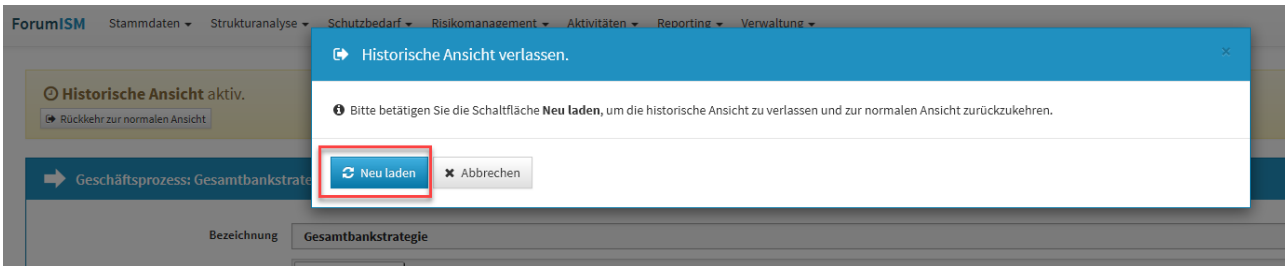 ForumISM Stammdaten Strukturanalyse Schutzbedarf Risikomanagement Aktivitäten Reporting Verwaltung
Historische Ansicht verlassen. ×
Historische Ansicht aktiv.
Rückkehr zur normalen Ansicht
Bitte betätigen Sie die Schaltfläche Neu laden, um die historische Ansicht zu verlassen und zur normalen Ansicht zurückzukehren.
Neu laden Abbrechen
Geschäftsprozess: Gesamtbankstrate
Bezeichnung Gesamtbankstrategie